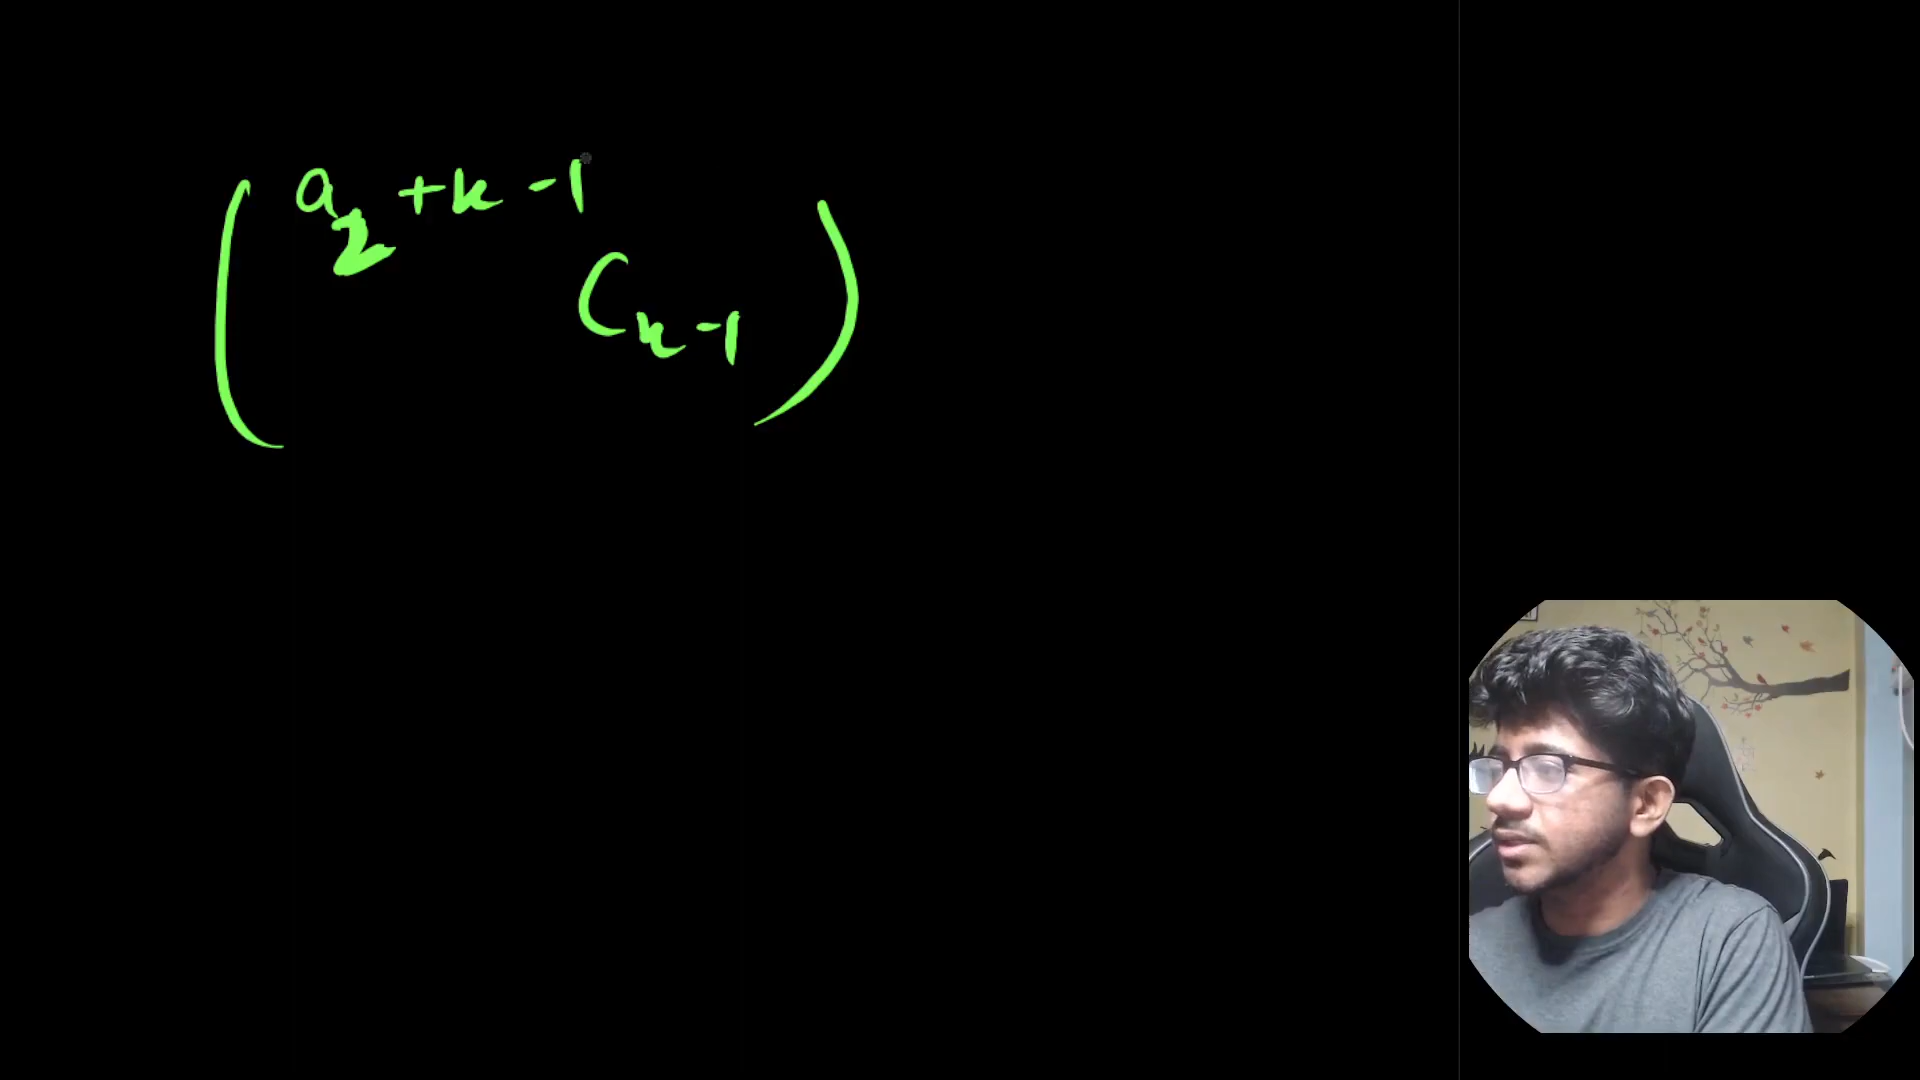 ( a₂ + k - 1
C k - 1 )